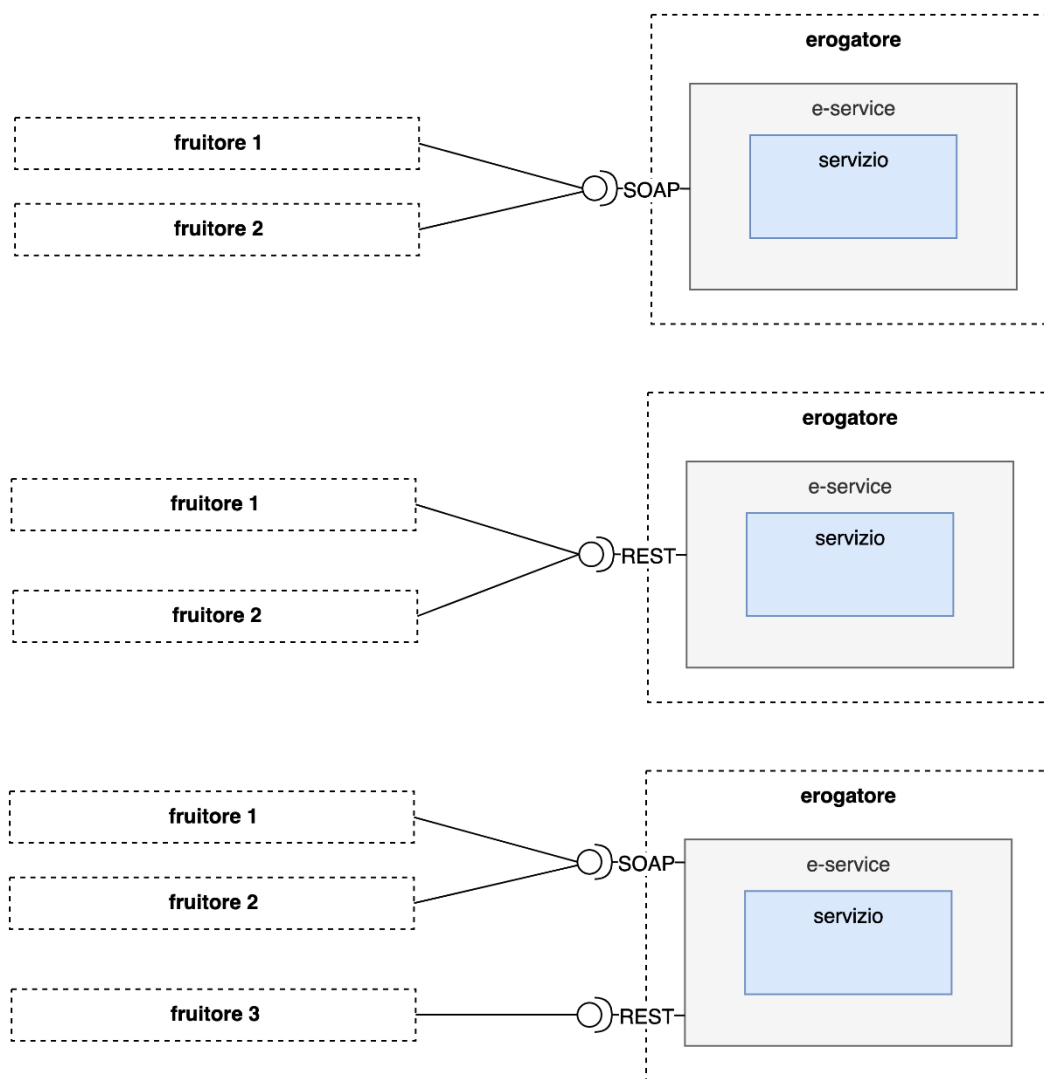 erogatore
e-service
servizio
fruitore 1
SOAP
fruitore 2
erogatore
e-service
fruitore 1
servizio
REST
fruitore 2
erogatore
fruitore 1
e-service
SOAP
fruitore 2
servizio
fruitore 3
REST